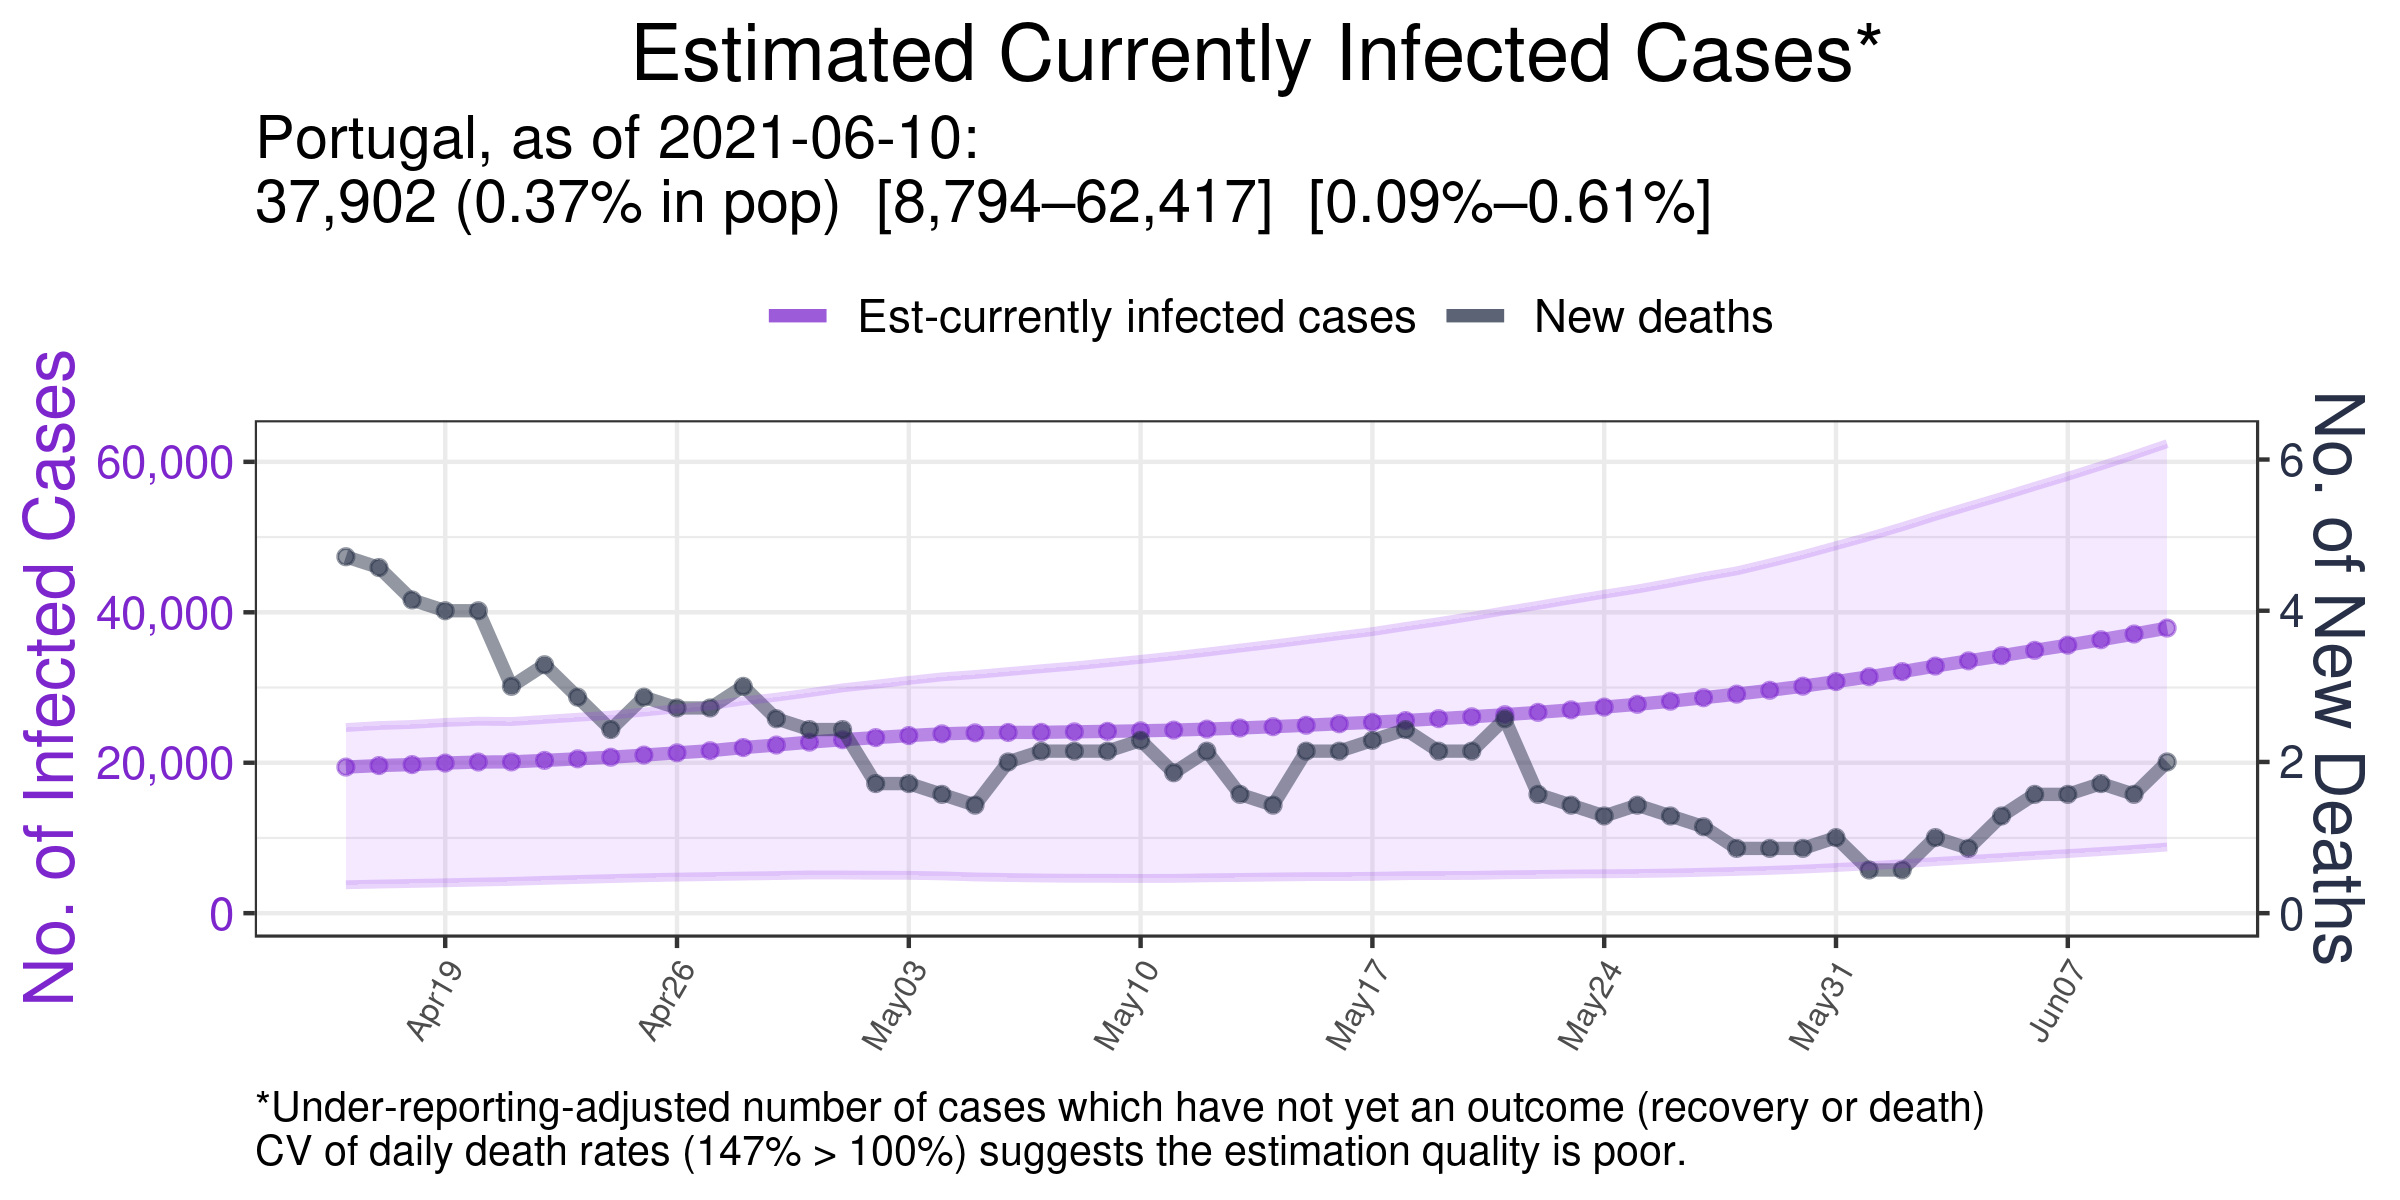 Estimated Currently Infected Cases*
Portugal, as of 2021-06-10:
37,902 (0.37% in pop)  [8,794–62,417]  [0.09%–0.61%]
Est-currently infected cases
New deaths
No. of Infected Cases
60,000
40,000
20,000
0
6
4
2
0
No. of New Deaths
Apr19
Apr26
May03
May10
May17
May24
May31
Jun07
*Under-reporting-adjusted number of cases which have not yet an outcome (recovery or death)
CV of daily death rates (147% > 100%) suggests the estimation quality is poor.